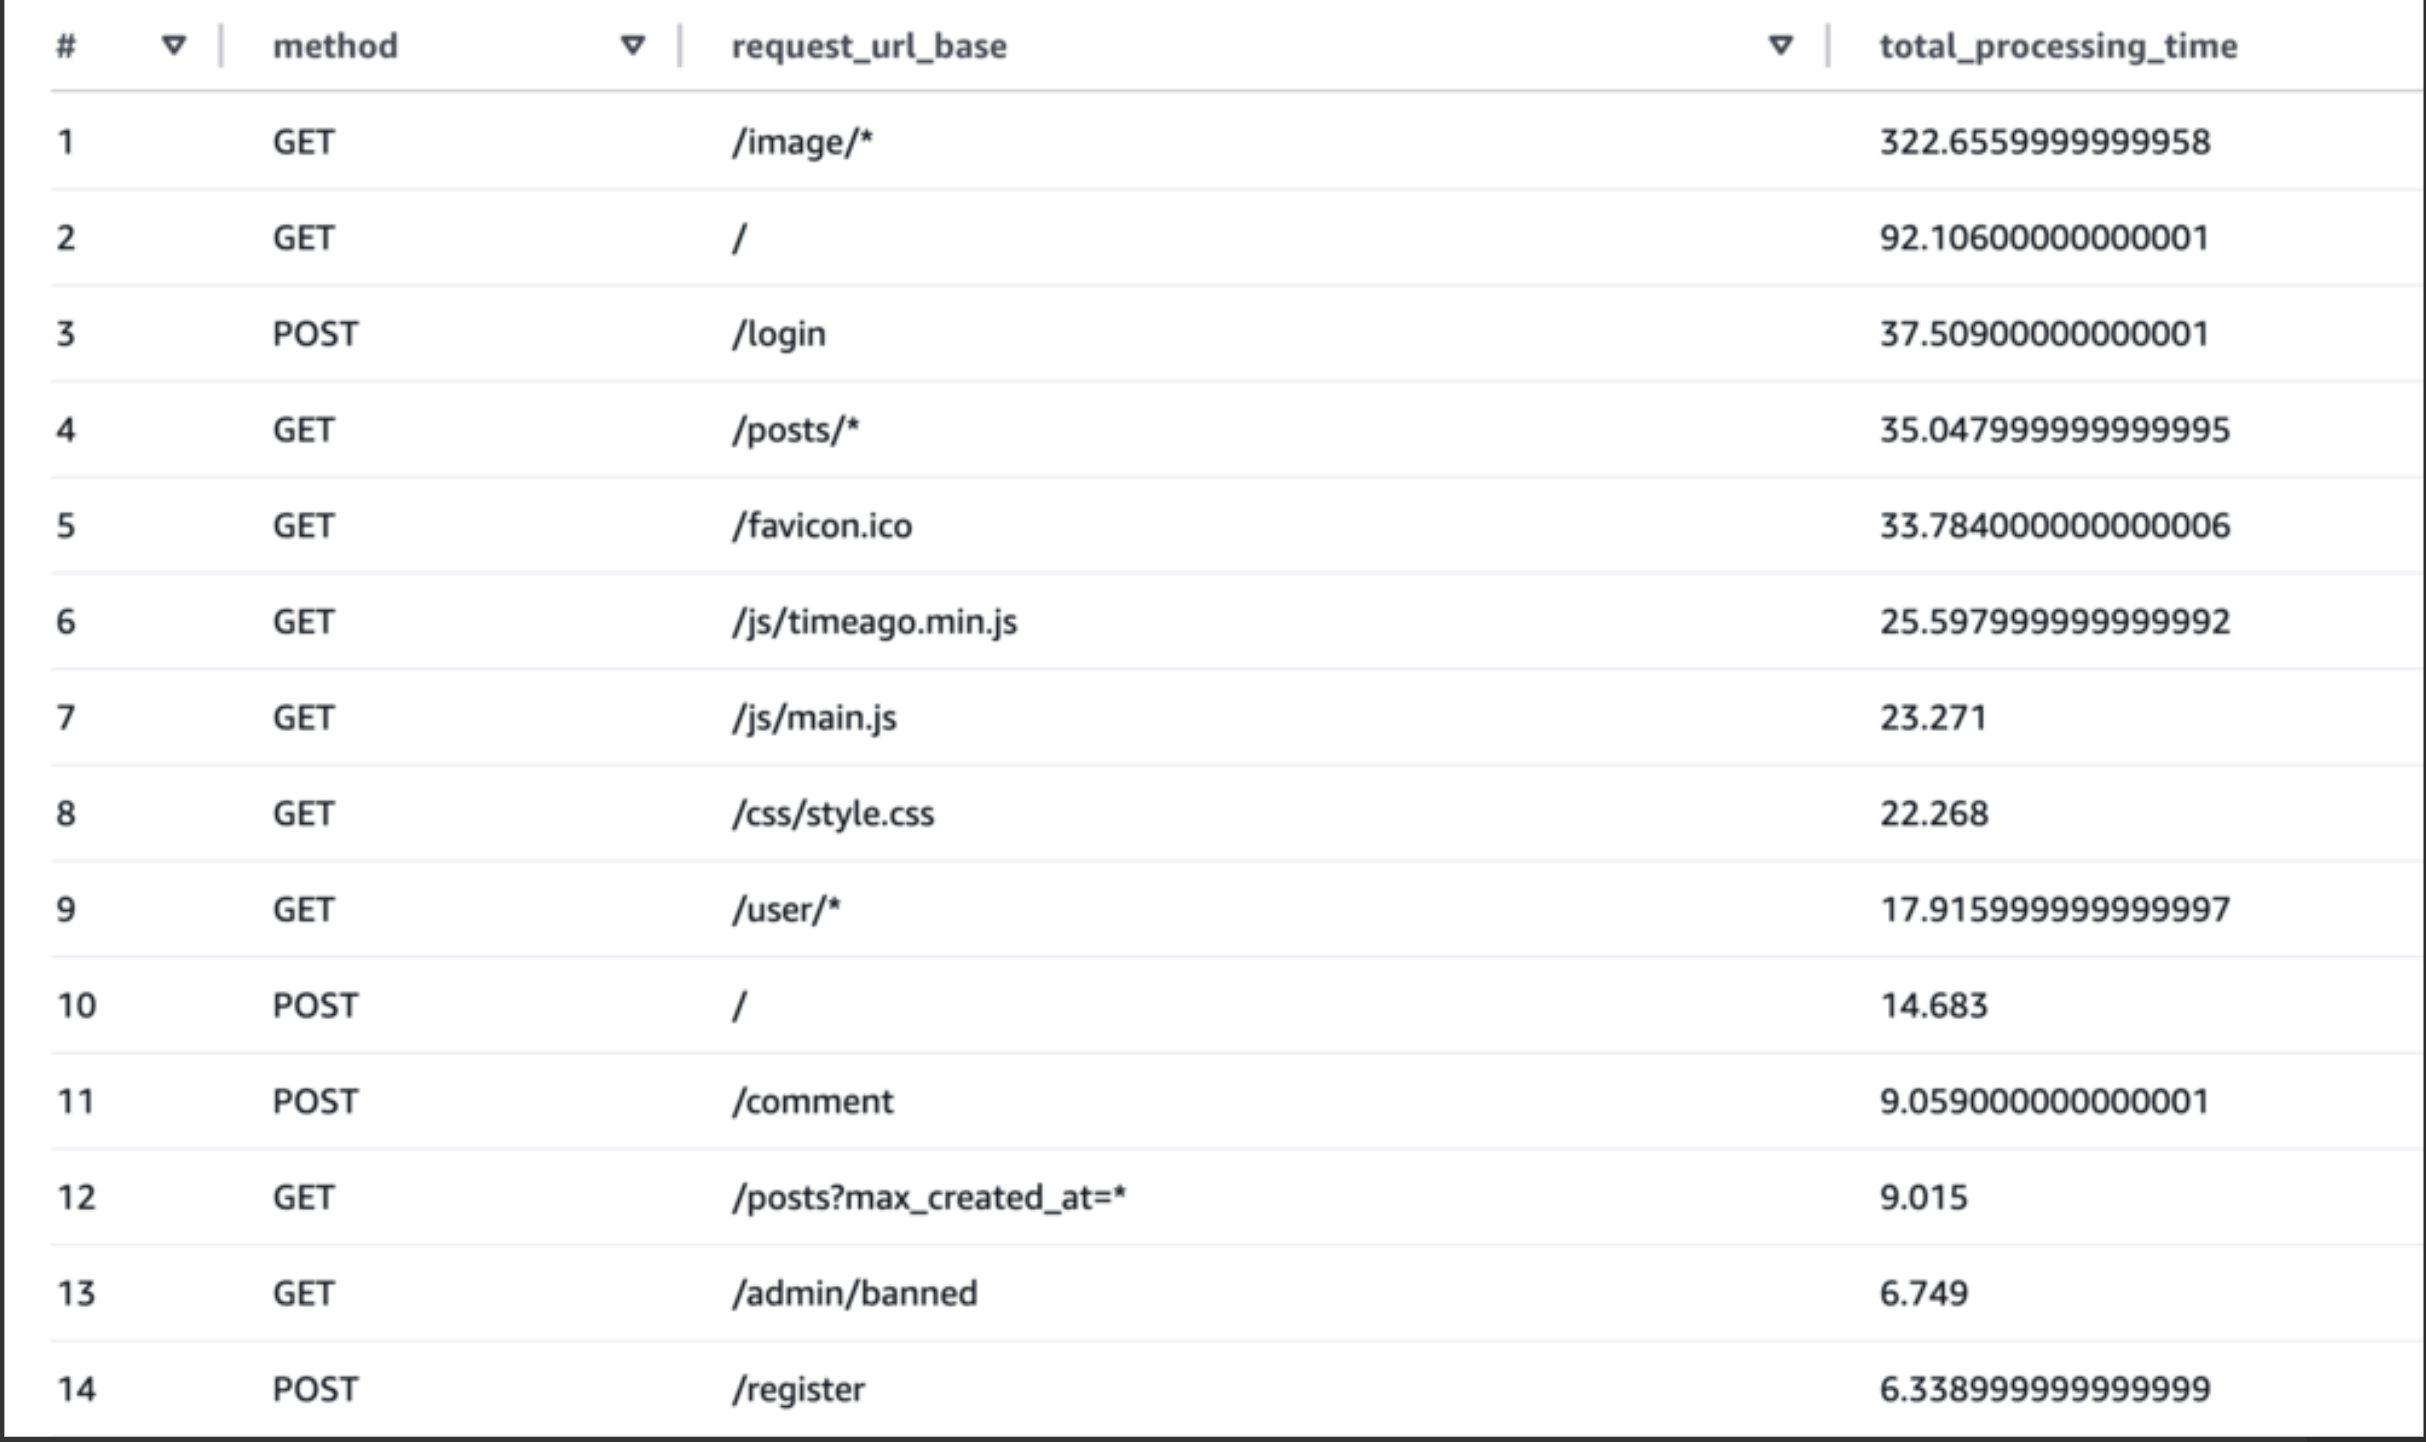 # method request_url_base total_processing_time
1 GET /image/* 322.6559999999958
2 GET / 92.10600000000001
3 POST /login 37.50900000000001
4 GET /posts/* 35.047999999999995
5 GET /favicon.ico 33.784000000000006
6 GET /js/timeago.min.js 25.597999999999992
7 GET /js/main.js 23.271
8 GET /css/style.css 22.268
9 GET /user/* 17.915999999999997
10 POST / 14.683
11 POST /comment 9.059000000000001
12 GET /posts?max_created_at=* 9.015
13 GET /admin/banned 6.749
14 POST /register 6.338999999999999